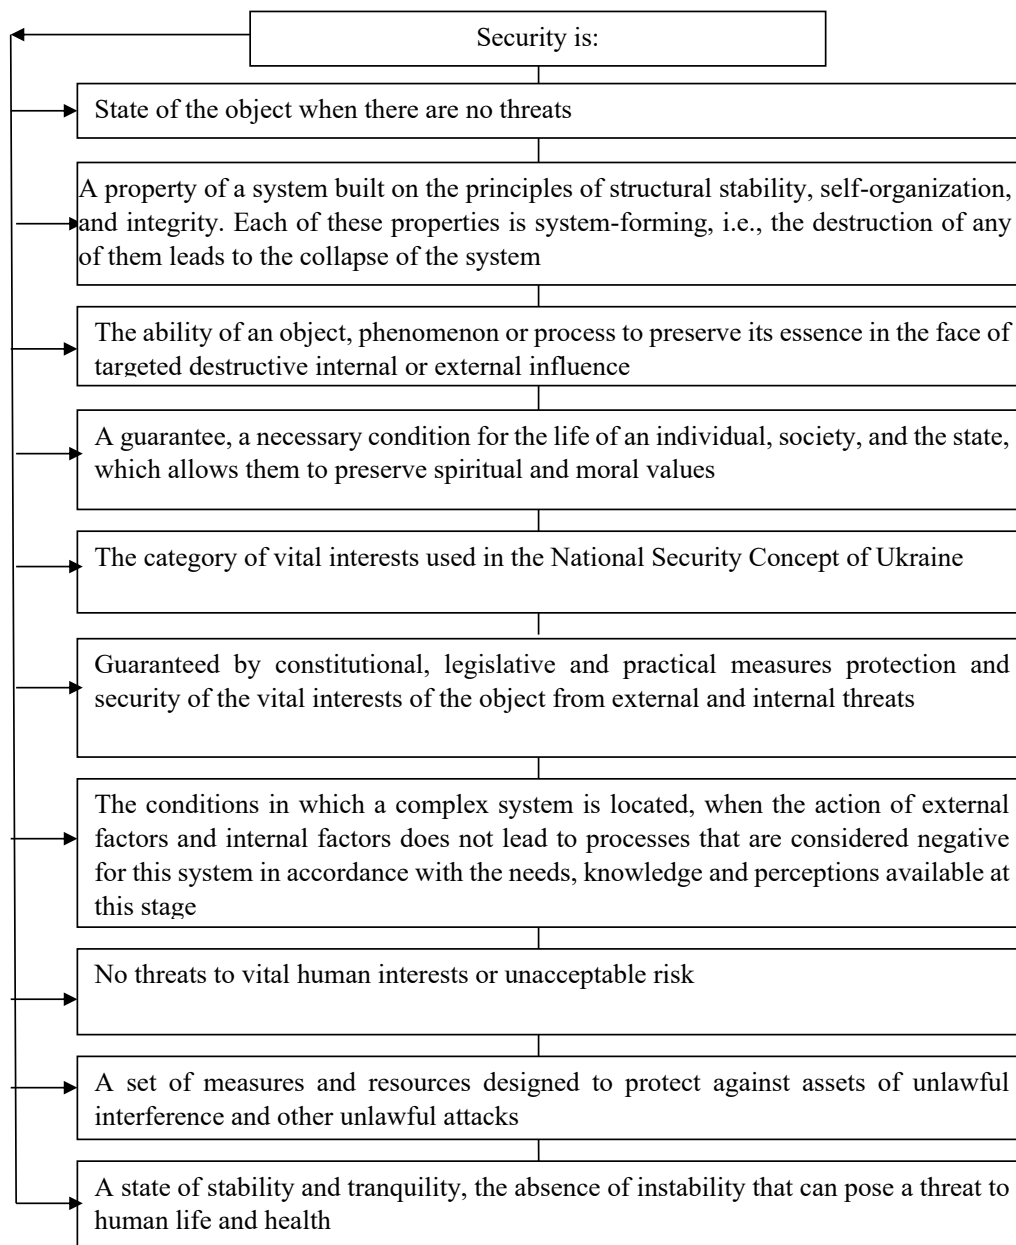 Security is:
State of the object when there are no threats
A property of a system built on the principles of structural stability, self-organization,
and integrity. Each of these properties is system-forming, i.e., the destruction of any
of them leads to the collapse of the system
The ability of an object, phenomenon or process to preserve its essence in the face of
targeted destructive internal or external influence
A guarantee, a necessary condition for the life of an individual, society, and the state,
which allows them to preserve spiritual and moral values
The category of vital interests used in the National Security Concept of Ukraine
Guaranteed by constitutional, legislative and practical measures protection and
security of the vital interests of the object from external and internal threats
The conditions in which a complex system is located, when the action of external
factors and internal factors does not lead to processes that are considered negative
for this system in accordance with the needs, knowledge and perceptions available at
this stage
No threats to vital human interests or unacceptable risk
A set of measures and resources designed to protect against assets of unlawful
interference and other unlawful attacks
A state of stability and tranquility, the absence of instability that can pose a threat to
human life and health